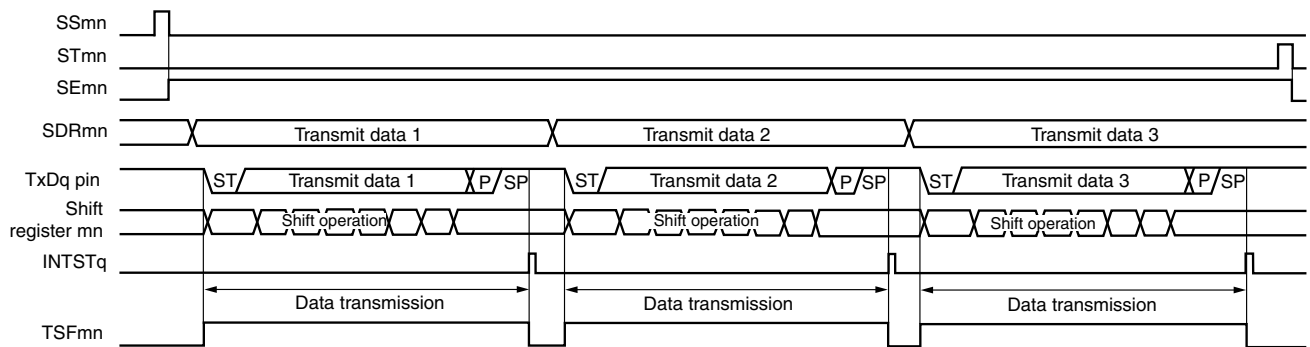 SSmn
STmn
SEmn
SDRmn Transmit data 1 Transmit data 2 Transmit data 3
TxDq pin ST Transmit data 1 P SP ST Transmit data 2 P SP ST Transmit data 3 P SP
Shift
register mn Shift operation Shift operation Shift operation
INTSTq
Data transmission Data transmission Data transmission
TSFmn